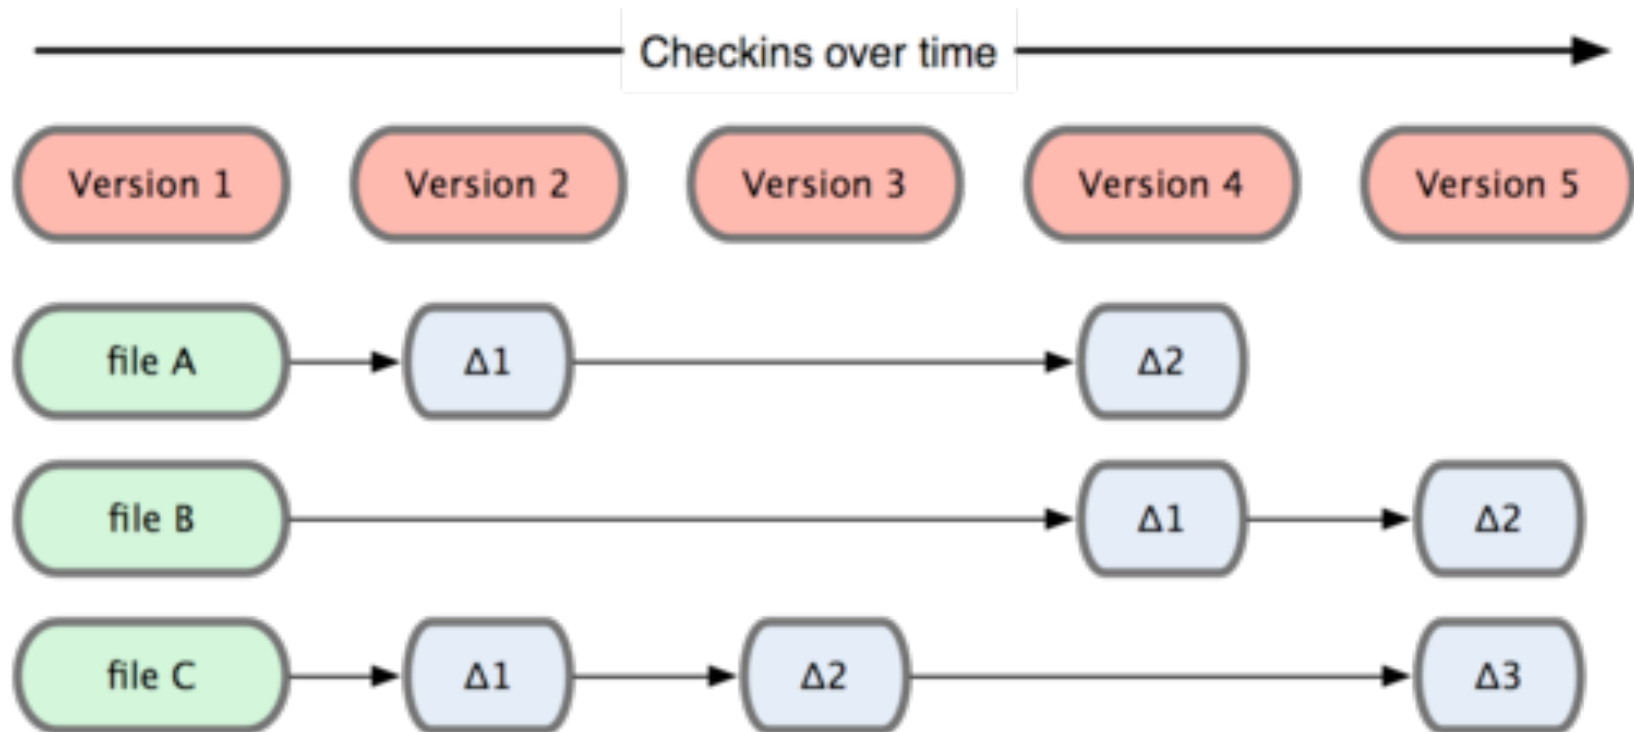 Checkins over time
Version 1 Version 2 Version 3 Version 4 Version 5
file A Δ1 Δ2
file B Δ1 Δ2
file C Δ1 Δ2 Δ3